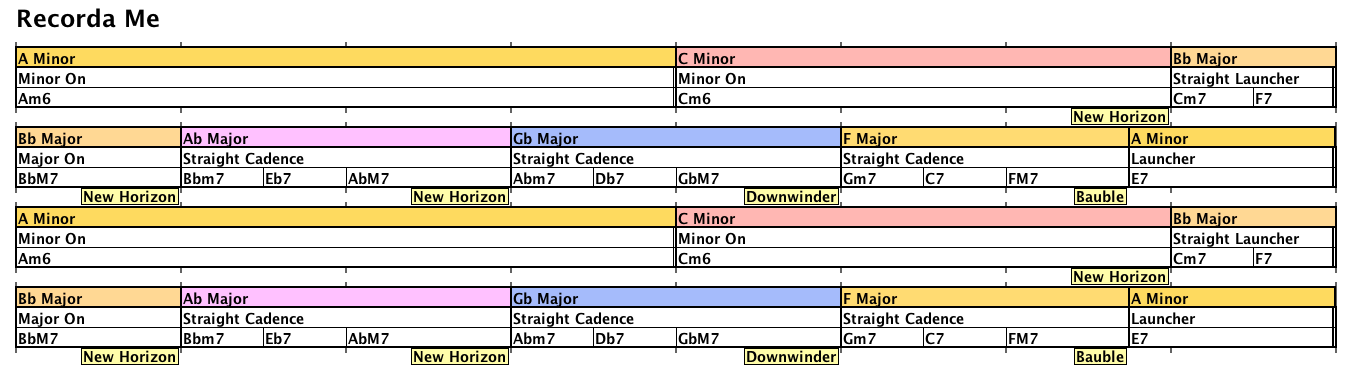 Recorda Me
A Minor C Minor Bb Major
Minor On Minor On Straight Launcher
Am6 Cm6 Cm7 F7
New Horizon
Bb Major Ab Major Gb Major F Major A Minor
Major On Straight Cadence Straight Cadence Straight Cadence Launcher
BbM7 Bbm7 Eb7 AbM7 Abm7 Db7 GbM7 Gm7 C7 FM7 E7
New Horizon New Horizon Downwinder Bauble
A Minor C Minor Bb Major
Minor On Minor On Straight Launcher
Am6 Cm6 Cm7 F7
New Horizon
Bb Major Ab Major Gb Major F Major A Minor
Major On Straight Cadence Straight Cadence Straight Cadence Launcher
BbM7 Bbm7 Eb7 AbM7 Abm7 Db7 GbM7 Gm7 C7 FM7 E7
New Horizon New Horizon Downwinder Bauble